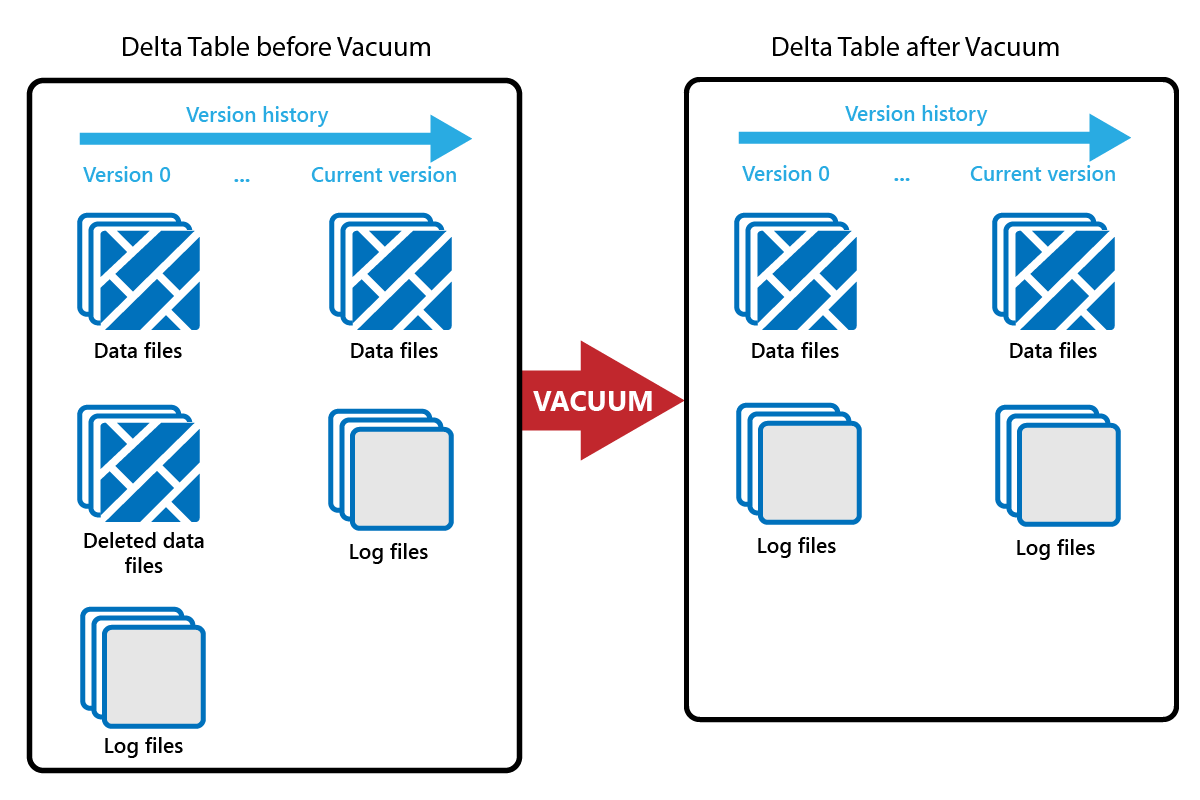 Delta Table before Vacuum
Version history
Version 0 ... Current version
Data files Data files
Deleted data
files
Log files
Log files
VACUUM
Delta Table after Vacuum
Version history
Version 0 ... Current version
Data files Data files
Log files Log files